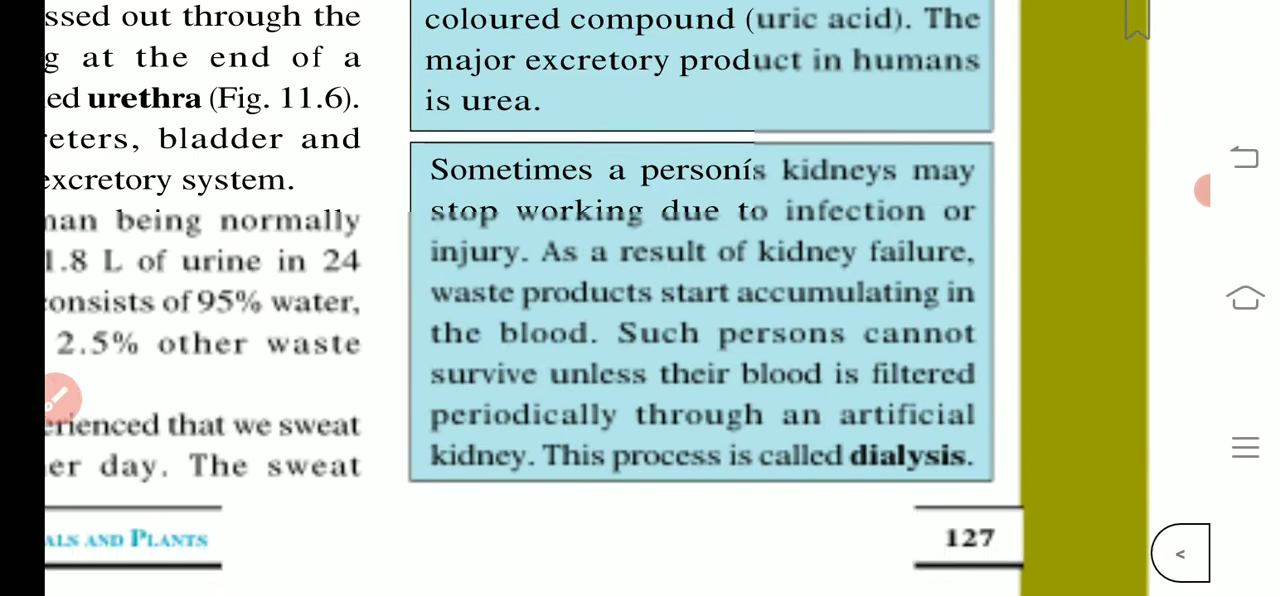 ssed out through the
g at the end of a
ed urethra (Fig. 11.6).
eters, bladder and
excretory system.
man being normally
1.8 L of urine in 24
consists of 95% water,
2.5% other waste
erienced that we sweat
er day. The sweat
coloured compound (uric acid). The
major excretory product in humans
is urea.
Sometimes a personís kidneys may
stop working due to infection or
injury. As a result of kidney failure,
waste products start accumulating in
the blood. Such persons cannot
survive unless their blood is filtered
periodically through an artificial
kidney. This process is called dialysis.
ALS AND PLANTS
127